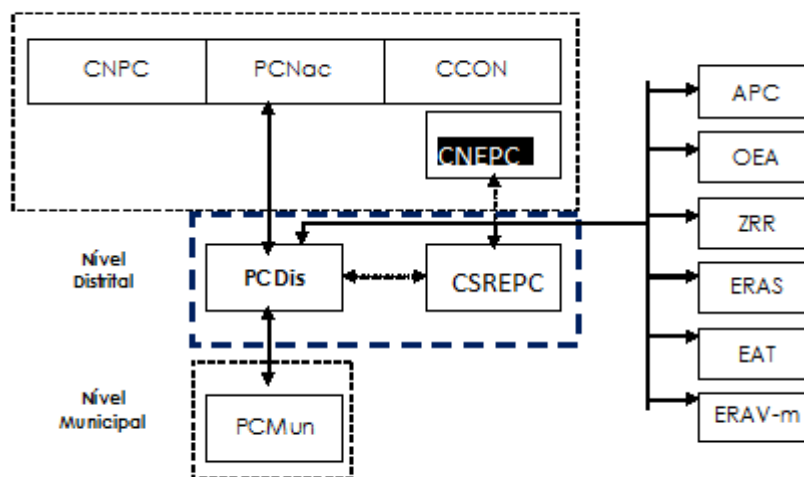 CNPC
PCNac
CCON
CNEPC
APC
OEA
ZRR
ERAS
EAT
ERAV-m
Nível
Distrital
PCDis
CSREPC
Nível
Municipal
PCMun